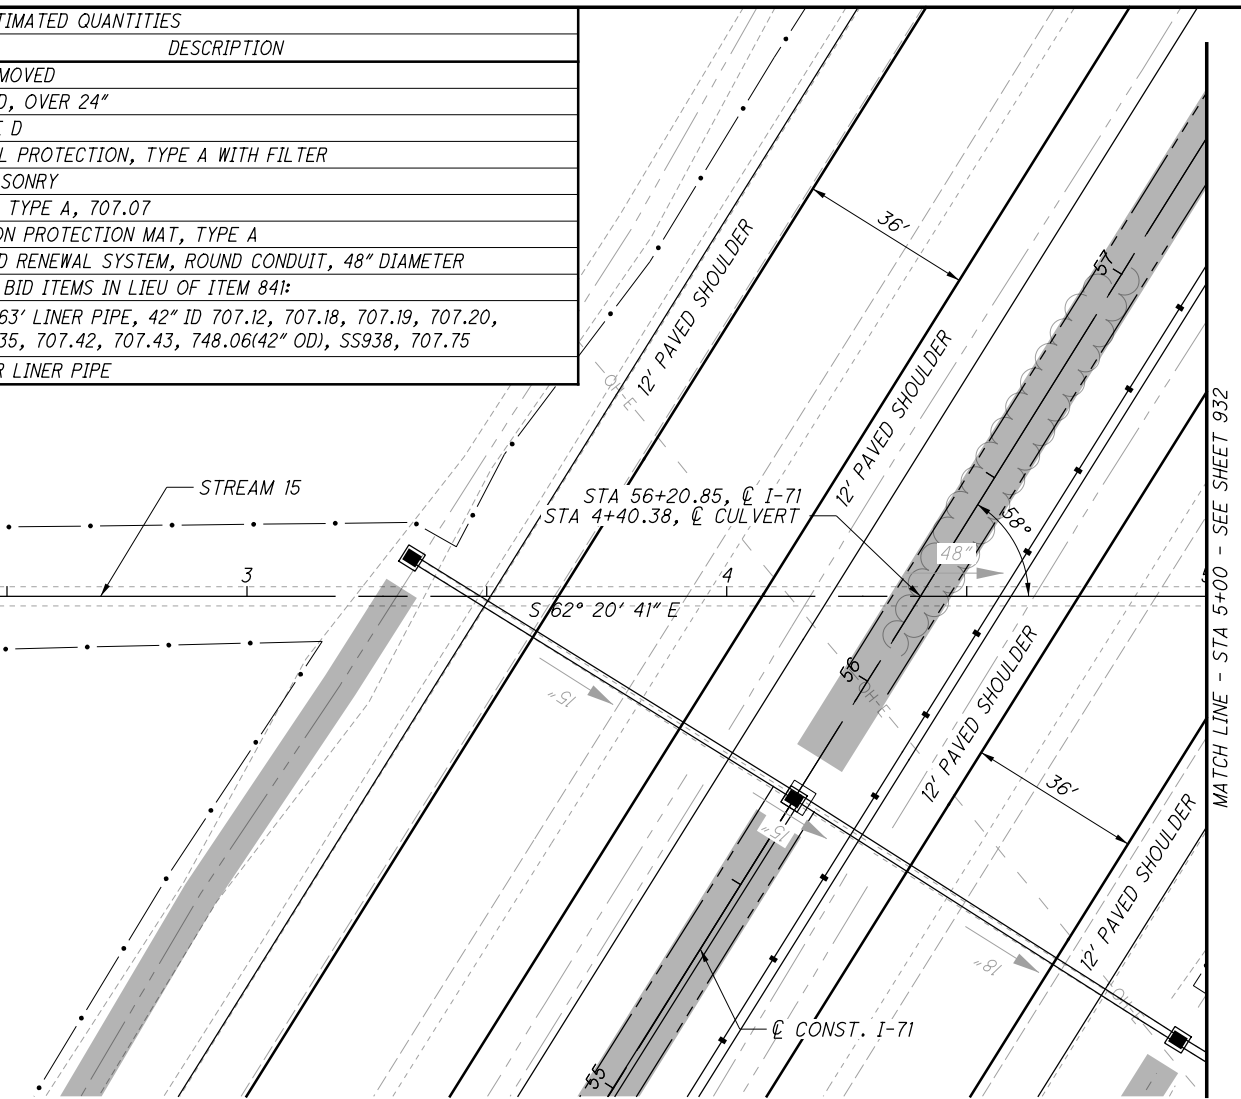 TIMATED QUANTITIES
DESCRIPTION
MOVED
D, OVER 24"
E D
L PROTECTION, TYPE A WITH FILTER
SONRY
TYPE A, 707.07
ON PROTECTION MAT, TYPE A
D RENEWAL SYSTEM, ROUND CONDUIT, 48" DIAMETER
BID ITEMS IN LIEU OF ITEM 841:
63' LINER PIPE, 42" ID 707.12, 707.18, 707.19, 707.20,
35, 707.42, 707.43, 748.06(42" OD), SS938, 707.75
R LINER PIPE
36'
12' PAVED SHOULDER
57
OH-E
12' PAVED SHOULDER
STREAM 15
STA 56+20.85, ℄ I-71
STA 4+40.38, ℄ CULVERT
58°
48"
3
4
5
S 62° 20' 41" E
MATCH LINE - STA 5+00 - SEE SHEET 932
56
OH-E
15"
12' PAVED SHOULDER
36'
15"
12' PAVED SHOULDER
18"
OH-E
℄ CONST. I-71
55